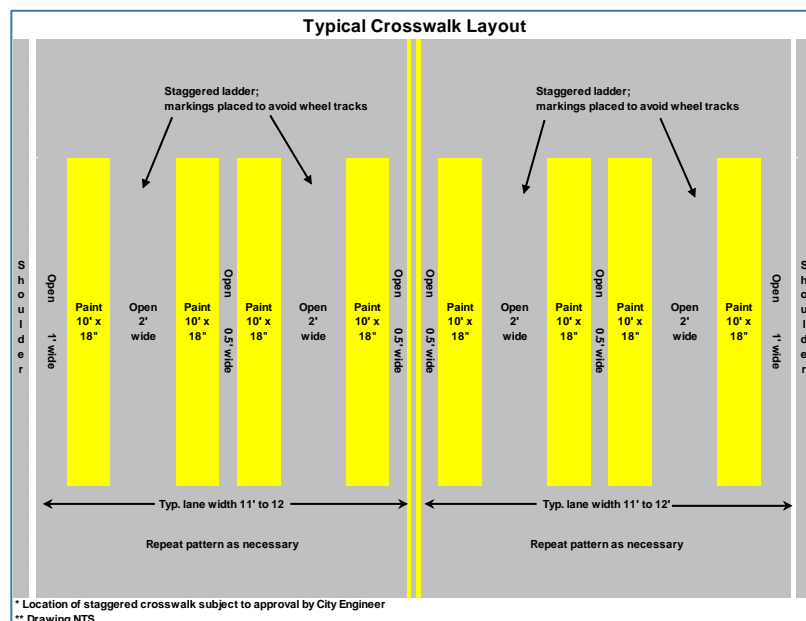 Typical Crosswalk Layout
Staggered ladder;
markings placed to avoid wheel tracks
Staggered ladder;
markings placed to avoid wheel tracks
Shoulder
Open 1' wide
Paint
10' x
18"
Open
2'
wide
Paint
10' x
18"
Open 0.5' wide
Paint
10' x
18"
Open
2'
wide
Paint
10' x
18"
Open 0.5' wide
Open 0.5' wide
Paint
10' x
18"
Open
2'
wide
Paint
10' x
18"
Open 0.5' wide
Paint
10' x
18"
Open
2'
wide
Paint
10' x
18"
Open 1' wide
Shoulder
Typ. lane width 11' to 12
Typ. lane width 11' to 12'
Repeat pattern as necessary
Repeat pattern as necessary
* Location of staggered crosswalk subject to approval by City Engineer
** Drawing NTS